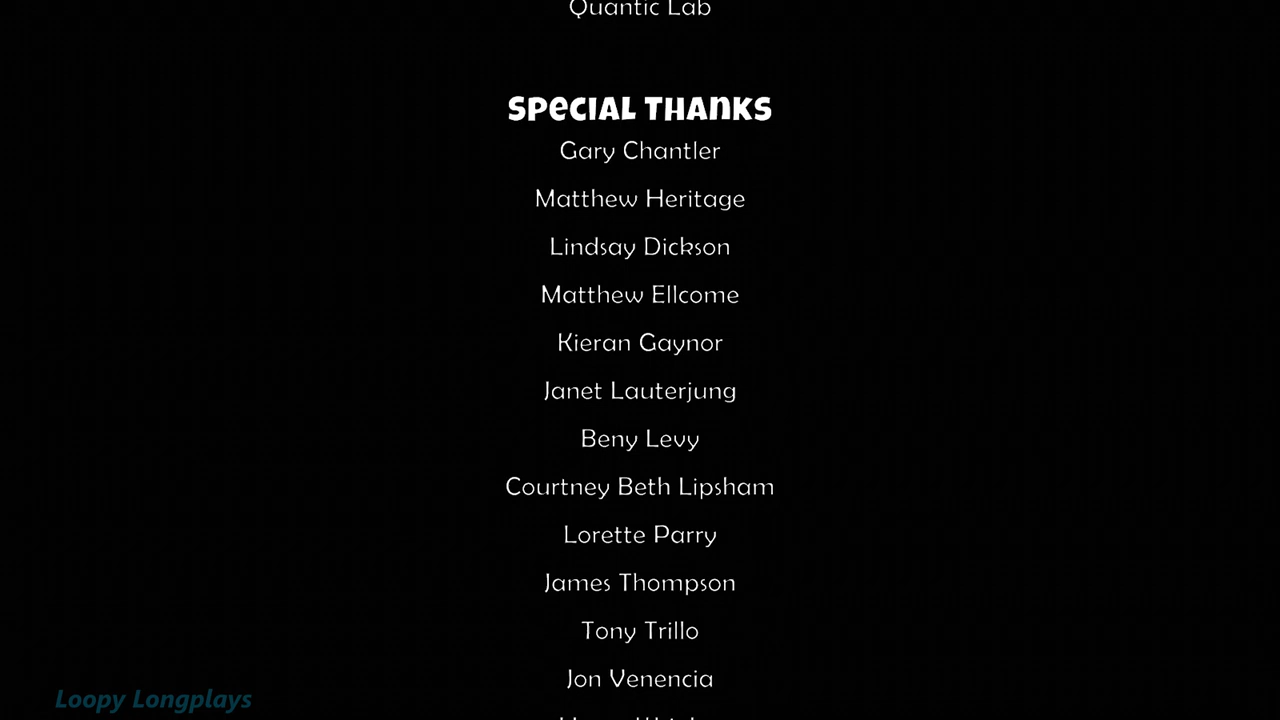 Quantic Lab
SPECIAL THANKS
Gary Chantler
Matthew Heritage
Lindsay Dickson
Matthew Ellcome
Kieran Gaynor
Janet Lauterjung
Beny Levy
Courtney Beth Lipsham
Lorette Parry
James Thompson
Tony Trillo
Jon Venencia
Loopy Longplays